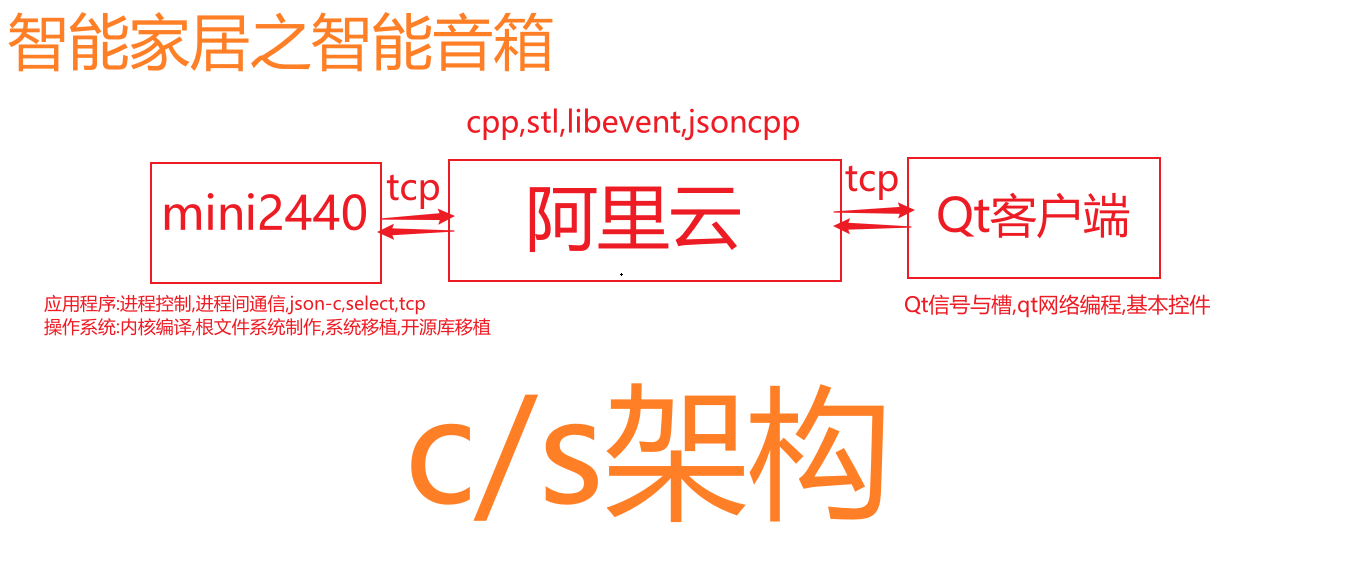 智能家居之智能音箱
cpp,stl,libevent,jsoncpp
mini2440
tcp
阿里云
tcp
Qt客户端
应用程序:进程控制,进程间通信,json-c,select,tcp
操作系统:内核编译,根文件系统制作,系统移植,开源库移植
Qt信号与槽,qt网络编程,基本控件
c/s架构